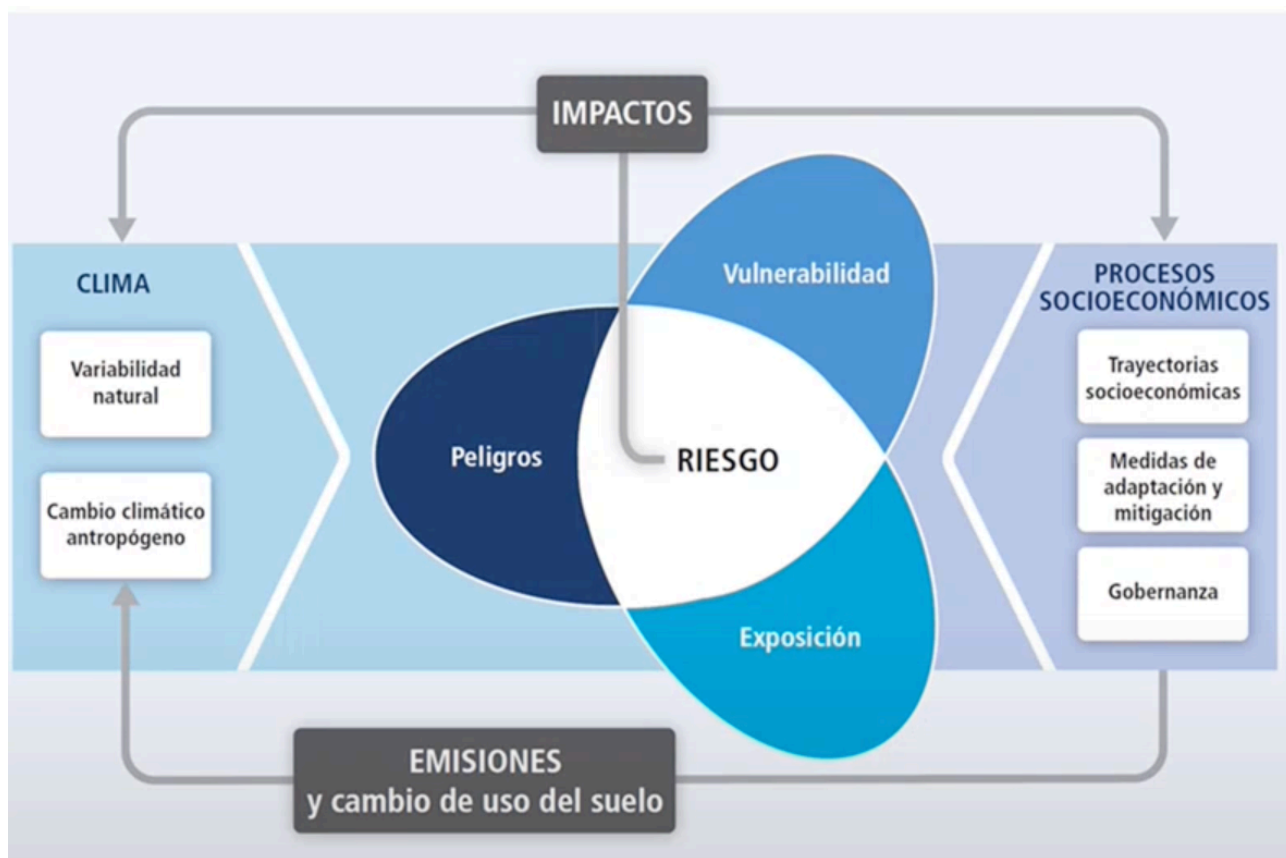 IMPACTOS
CLIMA
Variabilidad
natural
Cambio climático
antropógeno
Vulnerabilidad
Peligros
RIESGO
Exposición
PROCESOS
SOCIOECONÓMICOS
Trayectorias
socioeconómicas
Medidas de
adaptación y
mitigación
Gobernanza
EMISIONES
y cambio de uso del suelo